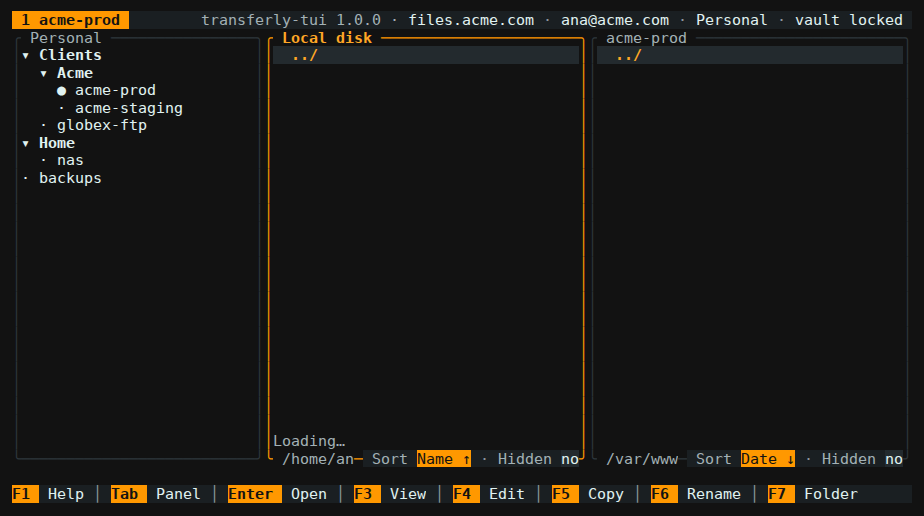 1 acme-prod transferly-tui 1.0.0 · files.acme.com · ana@acme.com · Personal · vault locked
Personal
▾ Clients
▾ Acme
● acme-prod
· acme-staging
· globex-ftp
▾ Home
· nas
· backups
Local disk
../
Loading…
/home/an Sort Name ↑ · Hidden no
acme-prod
../
/var/www Sort Date ↓ · Hidden no
F1 Help │ Tab Panel │ Enter Open │ F3 View │ F4 Edit │ F5 Copy │ F6 Rename │ F7 Folder